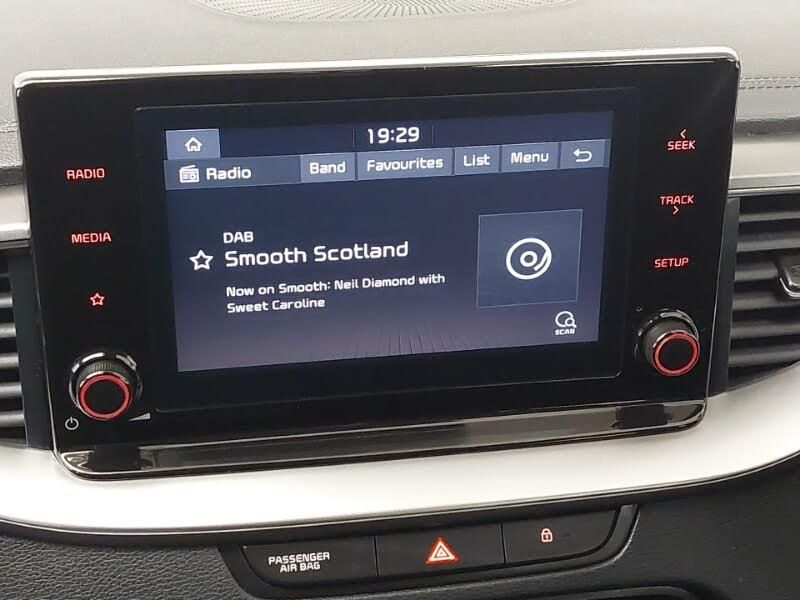 19:29
Radio
Band
Favourites
List
Menu
DAB
Smooth Scotland
Now on Smooth: Neil Diamond with
Sweet Caroline
SCAN
RADIO
MEDIA
SEEK
TRACK
SETUP
PASSENGER
AIR BAG